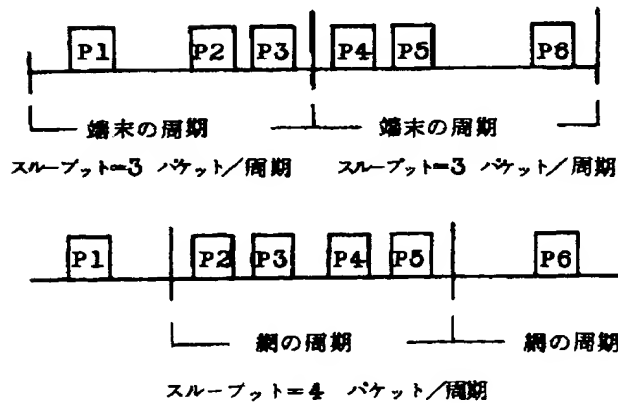 P1 P2 P3 P4 P5 P6
端末の周期 端末の周期
スループット=3 パケット/周期 スループット=3 パケット/周期
P1 P2 P3 P4 P5 P6
網の周期 網の周期
スループット=4 パケット/周期